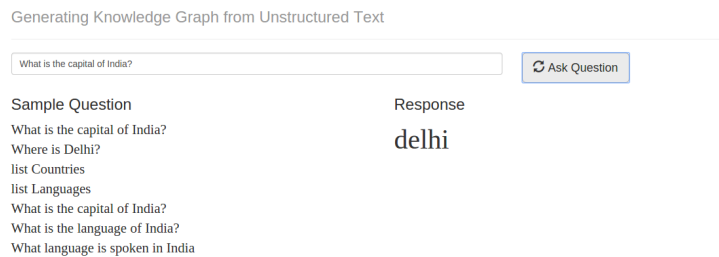 Generating Knowledge Graph from Unstructured Text
What is the capital of India?
Ask Question
Sample Question
What is the capital of India?
Where is Delhi?
list Countries
list Languages
What is the capital of India?
What is the language of India?
What language is spoken in India
Response
delhi